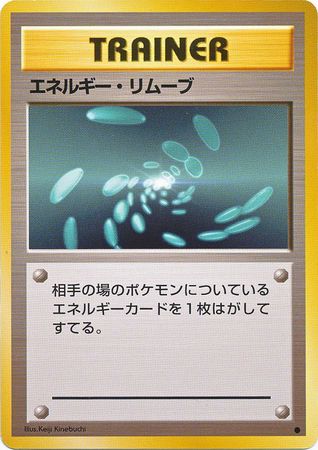 TRAINER
エネルギー・リムーブ
相手の場のポケモンについている
エネルギーカードを1枚はがして
すてる。
Illus.Keiji Kinebuchi